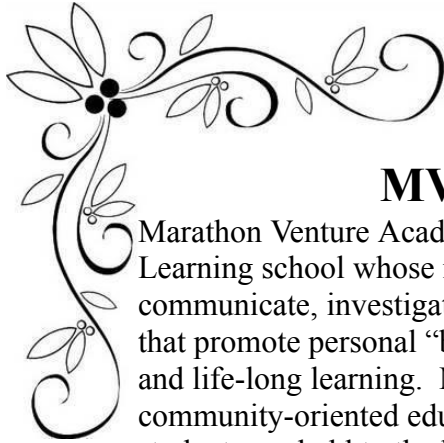 MV
Marathon Venture Acad
Learning school whose
communicate, investigat
that promote personal “b
and life-long learning.
community-oriented edu